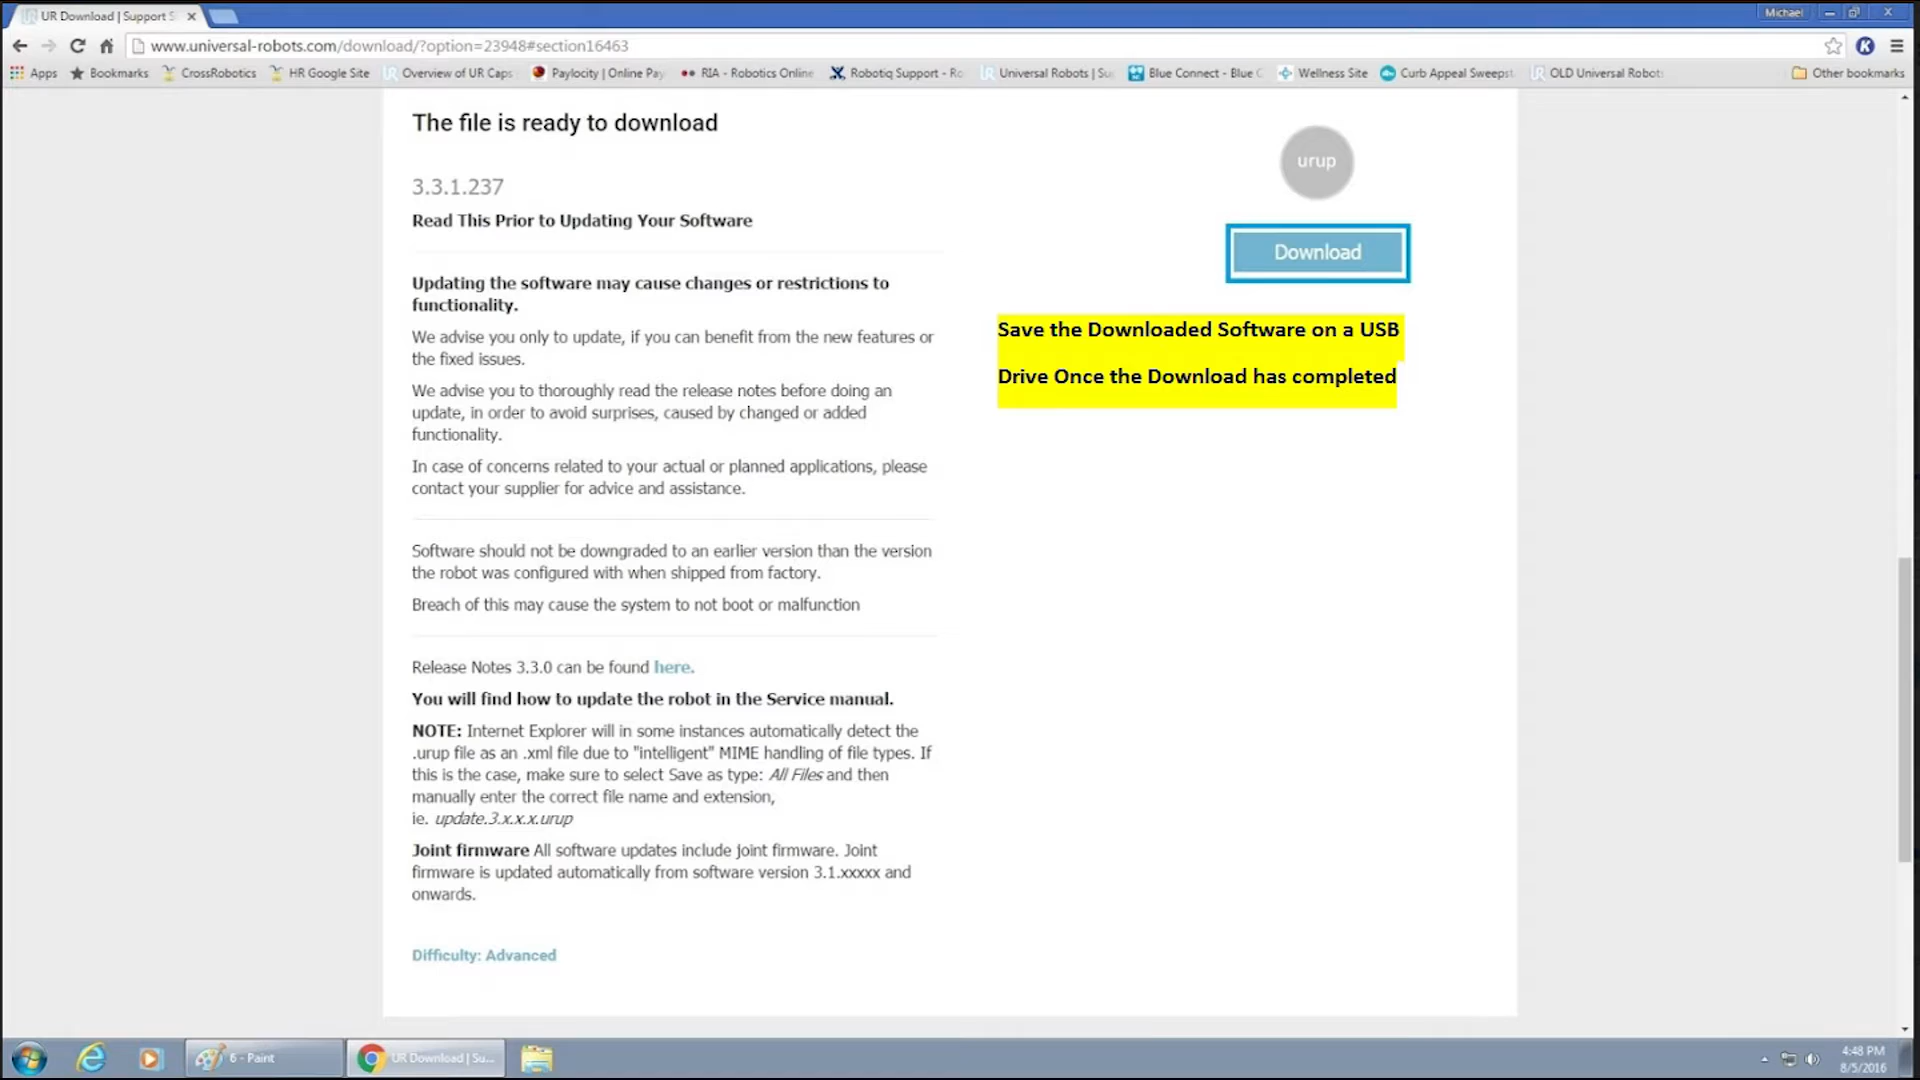 UR Download | Support S
Michael
www.universal-robots.com/download/?option=23948#section16463
Apps
Bookmarks
CrossRobotics
HR Google Site
Overview of UR Caps
Paylocity | Online Pay
RIA - Robotics Online
Robotiq Support - Ro
Universal Robots | Su
Blue Connect - Blue C
Wellness Site
Curb Appeal Sweepst
OLD Universal Robot
Other bookmarks
The file is ready to download
urup
3.3.1.237
Read This Prior to Updating Your Software
Download
Updating the software may cause changes or restrictions to
functionality.
We advise you only to update, if you can benefit from the new features or
the fixed issues.
We advise you to thoroughly read the release notes before doing an
update, in order to avoid surprises, caused by changed or added
functionality.
In case of concerns related to your actual or planned applications, please
contact your supplier for advice and assistance.
Save the Downloaded Software on a USB
Drive Once the Download has completed
Software should not be downgraded to an earlier version than the version
the robot was configured with when shipped from factory.
Breach of this may cause the system to not boot or malfunction
Release Notes 3.3.0 can be found here.
You will find how to update the robot in the Service manual.
NOTE: Internet Explorer will in some instances automatically detect the
.urup file as an .xml file due to "intelligent" MIME handling of file types. If
this is the case, make sure to select Save as type: All Files and then
manually enter the correct file name and extension,
ie. update.3.x.x.x.urup
Joint firmware All software updates include joint firmware. Joint
firmware is updated automatically from software version 3.1.xxxxx and
onwards.
Difficulty: Advanced
6 - Paint
UR Download | Su...
4:48 PM
8/5/2016